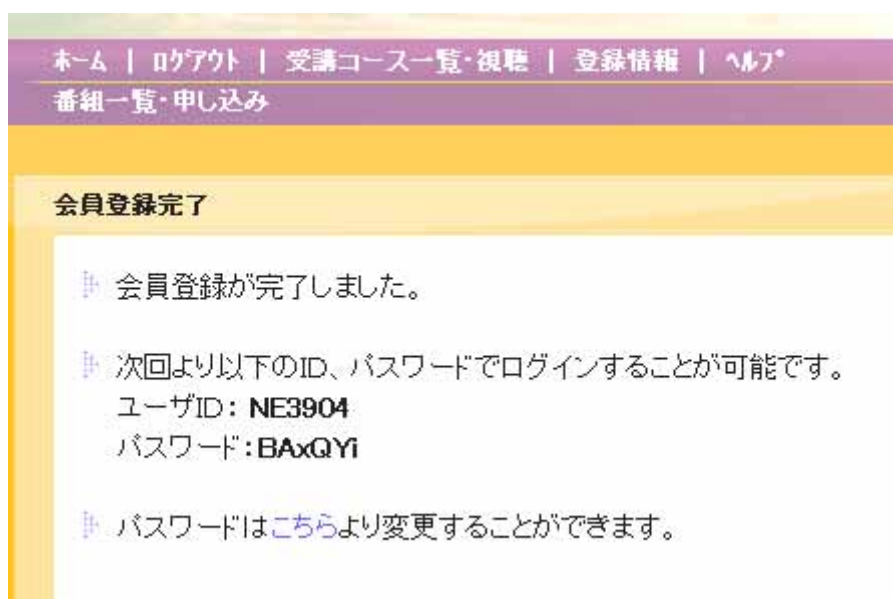 ホーム | ﾛｸﾞｱｳﾄ | 受講コース一覧・視聴 | 登録情報 | ﾍﾙﾌﾟ
番組一覧・申し込み
会員登録完了
会員登録が完了しました。
次回より以下のID、パスワードでログインすることが可能です。
ユーザID： NE3904
パスワード：BAxQYi
パスワードはこちらより変更することができます。